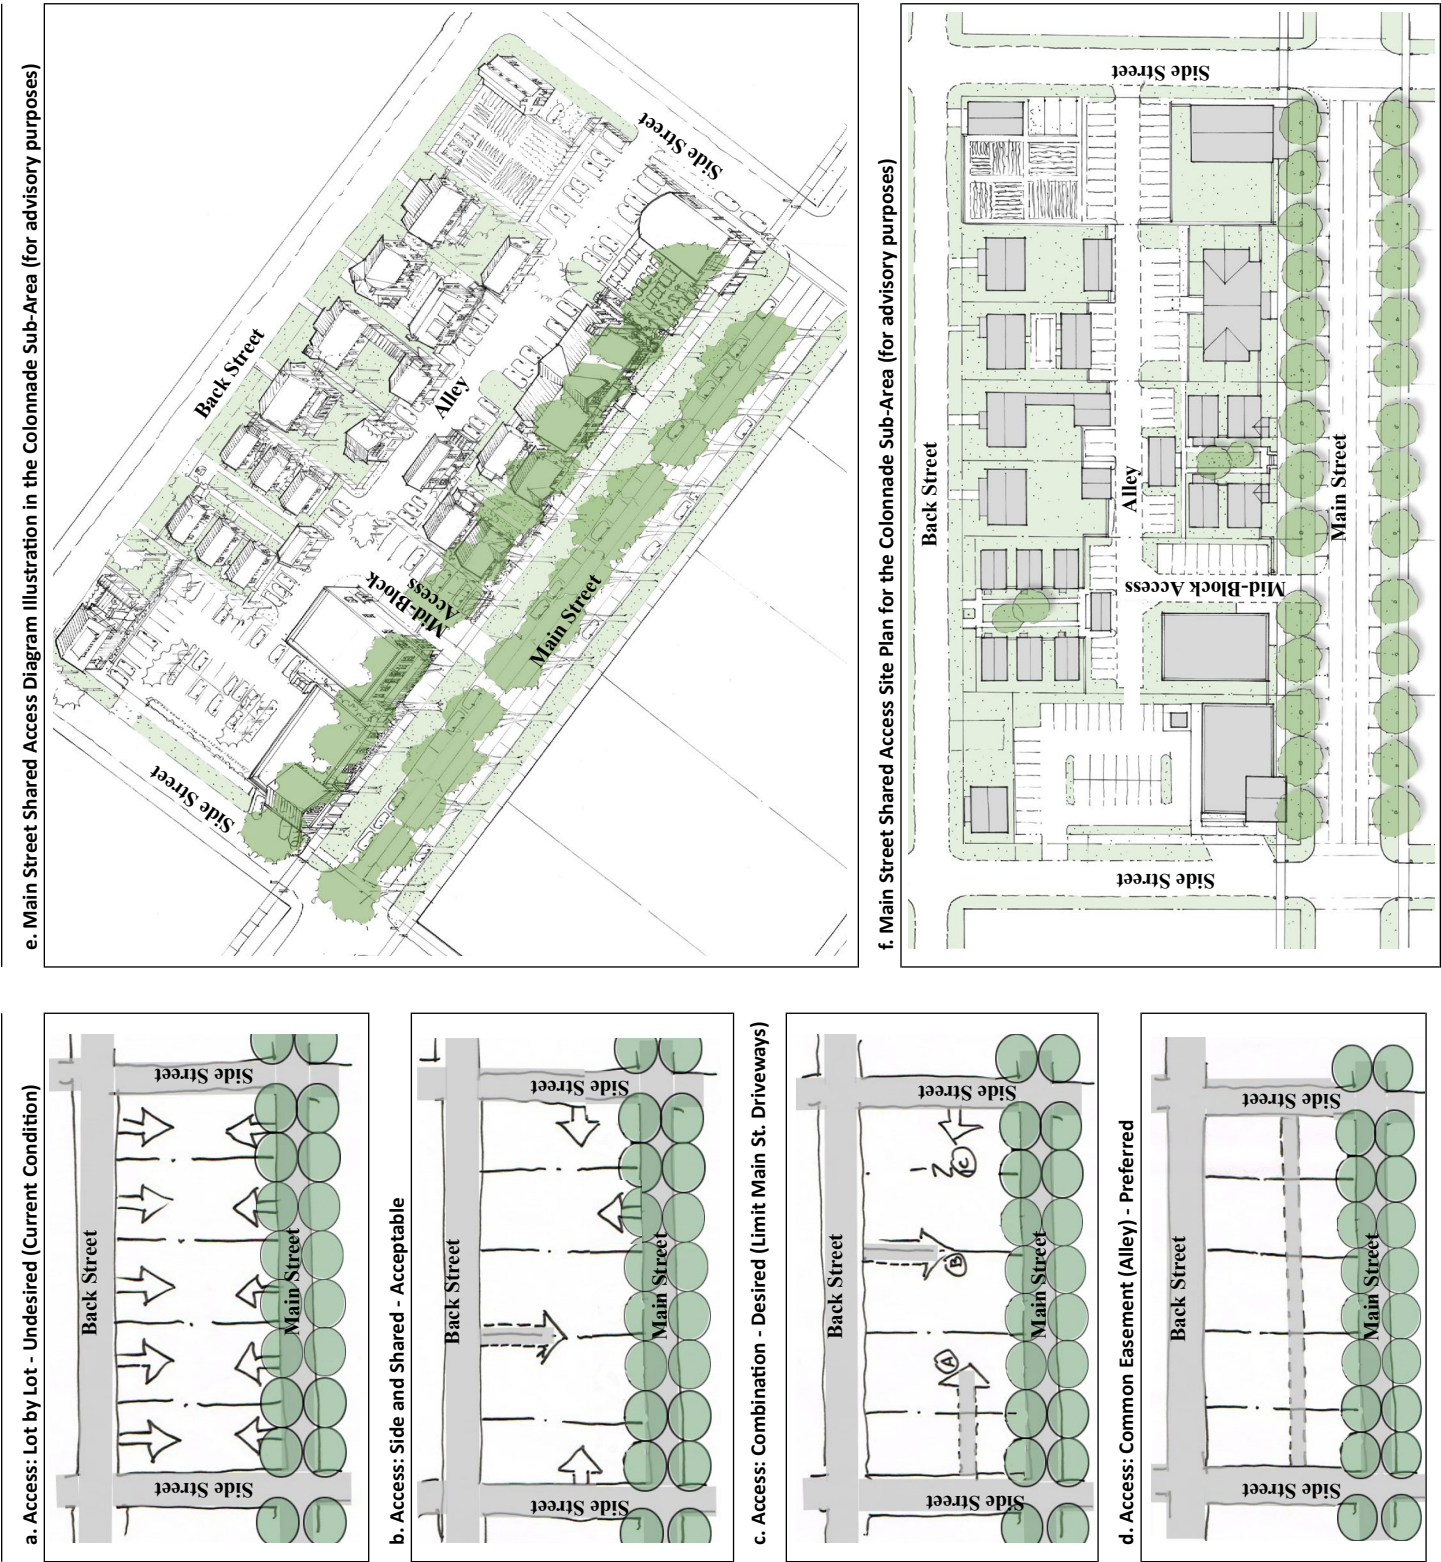 a. Access: Lot by Lot - Undesired (Current Condition)
Back Street
Side Street
Side Street
Main Street
b. Access: Side and Shared - Acceptable
Back Street
Side Street
Side Street
Main Street
c. Access: Combination - Desired (Limit Main St. Driveways)
Back Street
Side Street
Side Street
A
B
C
Main Street
d. Access: Common Easement (Alley) - Preferred
Back Street
Side Street
Side Street
Main Street
e. Main Street Shared Access Diagram Illustration in the Colonnade Sub-Area (for advisory purposes)
Back Street
Side Street
Side Street
Alley
Mid-Block
Access
Main Street
f. Main Street Shared Access Site Plan for the Colonnade Sub-Area (for advisory purposes)
Back Street
Side Street
Side Street
Alley
Mid-Block Access
Main Street